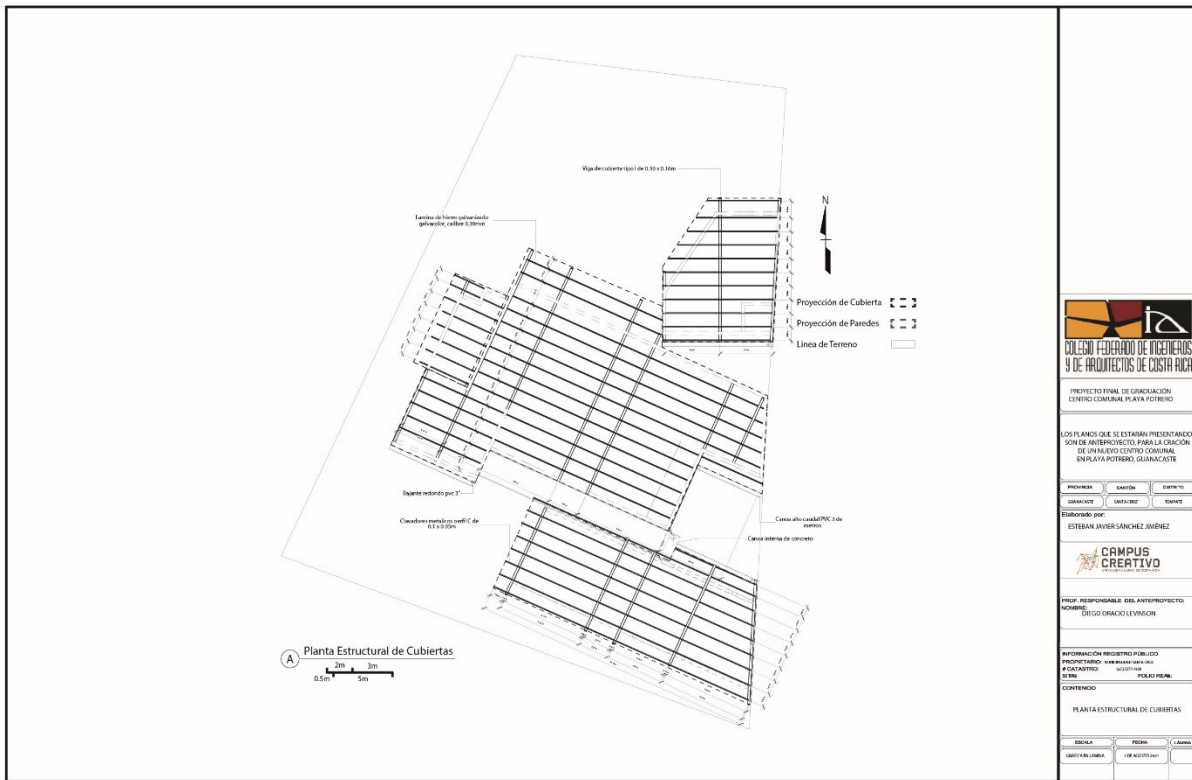 Viga de cubierta tipo I de 0.30 x 0.16m
Lamina de hierro galvanizado
galvacolor, calibre 0.38mm
N
Proyección de Cubierta
Proyección de Paredes
Linea de Terreno
Bajante redondo pvc 3"
Clavadores metalicos perfil C de
0.1 x 0.05m
Canoa alto caudal PVC 3 de
metros
Canoa interna de concreto
A
Planta Estructural de Cubiertas
2m 3m
0.5m 5m
COLEGIO FEDERADO DE INGENIEROS
Y DE ARQUITECTOS DE COSTA RICA
PROYECTO FINAL DE GRADUACIÓN
CENTRO COMUNAL PLAYA POTRERO
LOS PLANOS QUE SE ESTARÁN PRESENTANDO
SON DE ANTEPROYECTO, PARA LA CRACIÓN
DE UN NUEVO CENTRO COMUNAL
EN PLAYA POTRERO, GUANACASTE
PROVINCIA CANTÓN DISTRITO
GUANACASTE SANTA CRUZ TEMPATE
Elaborado por:
ESTEBAN JAVIER SÁNCHEZ JIMÉNEZ
CAMPUS
CREATIVO
PROF. RESPONSABLE DEL ANTEPROYECTO:
NOMBRE:
DIEGO ORACIO LEVINSON
INFORMACIÓN REGISTRO PÚBLICO
PROPIETARIO:
# CATASTRO:
FOLIO REAL:
CONTENIDO
PLANTA ESTRUCTURAL DE CUBIERTAS
ESCALA FECHA LÁMINA
GRAFICA EN LAMINA